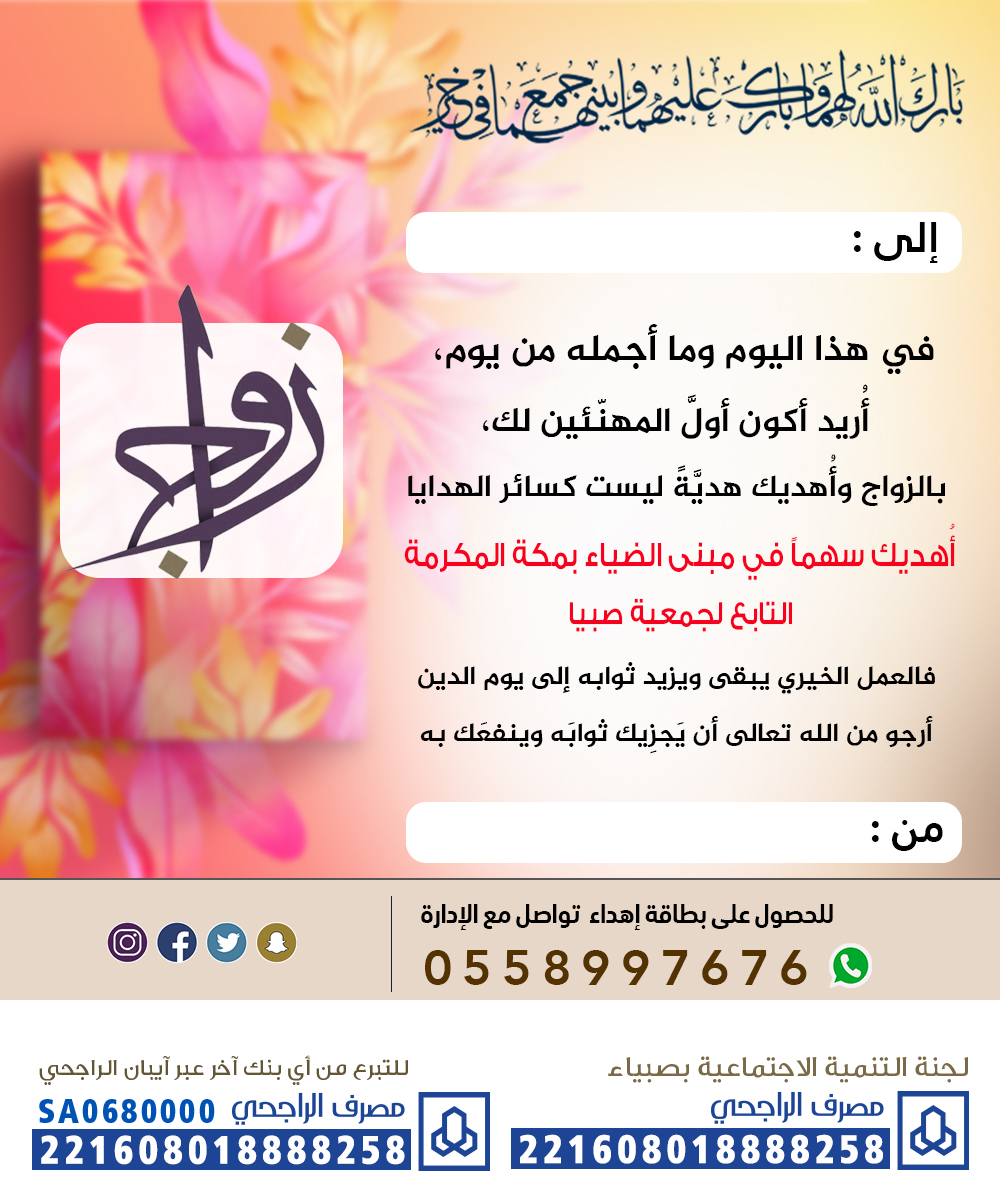 بارك الله لهما وبارك عليهما وجمع بينهما في خير
إلى :
زواج
في هذا اليوم وما أجمله من يوم،
أُريد أكون أولَّ المهنّئين لك،
بالزواج وأُهديك هديَّةً ليست كسائر الهدايا
أُهديك سهماً في مبنى الضياء بمكة المكرمة
التابع لجمعية صبيا
فالعمل الخيري يبقى ويزيد ثوابه إلى يوم الدين
أرجو من الله تعالى أن يَجزِيك ثوابَه وينفعَك به
من :
للحصول على بطاقة إهداء تواصل مع الإدارة
0558997676
لجنة التنمية الاجتماعية بصبياء
مصرف الراجحي
221608018888258
للتبرع من أي بنك آخر عبر آيبان الراجحي
مصرف الراجحي SA0680000
221608018888258